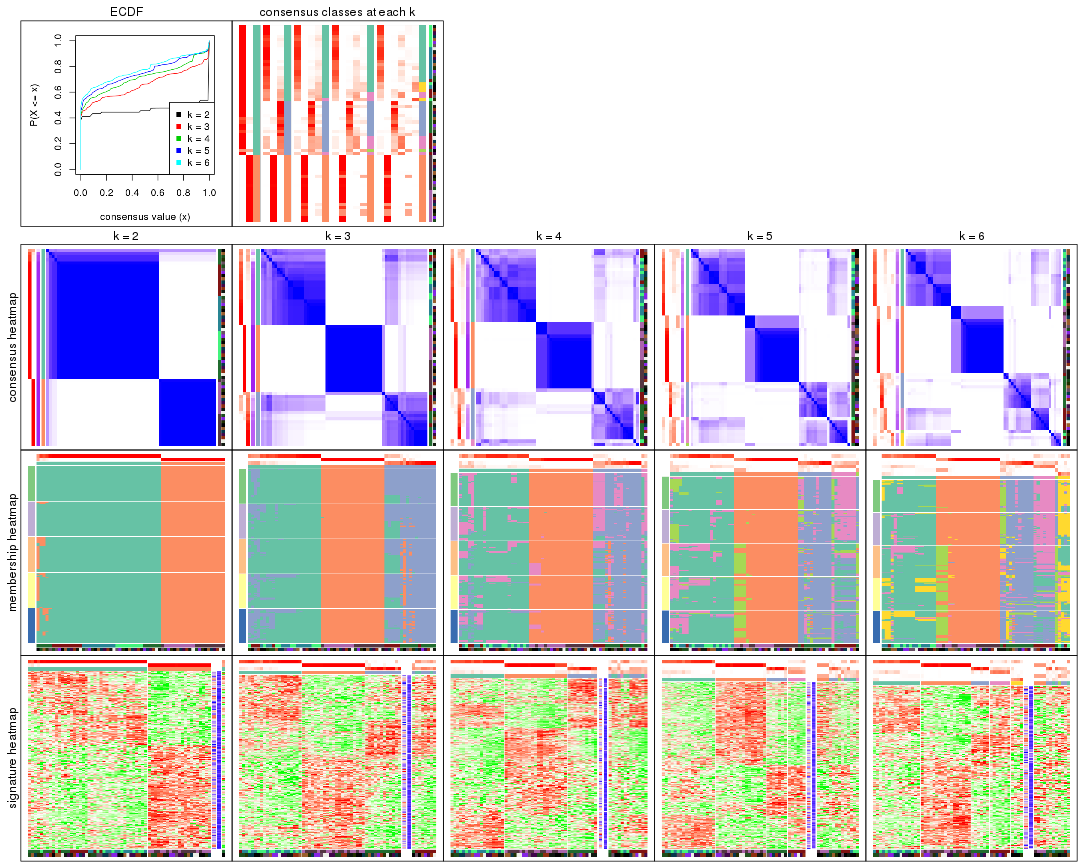 ECDF
consensus classes at each k
P(X <= x)
0.0 0.2 0.4 0.6 0.8 1.0
k = 2
k = 3
k = 4
k = 5
k = 6
0.0 0.2 0.4 0.6 0.8 1.0
consensus value (x)
k = 2
k = 3
k = 4
k = 5
k = 6
consensus heatmap
membership heatmap
signature heatmap